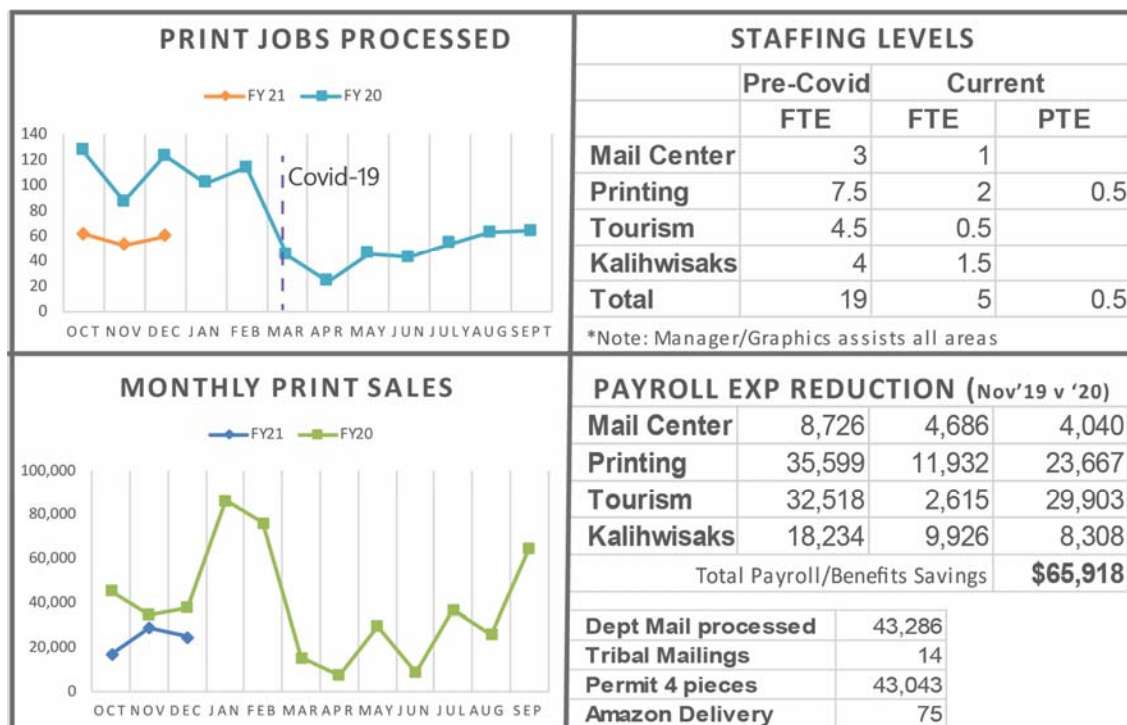 PRINT JOBS PROCESSED
FY 21 FY 20
140
120
100
80
60
40
20
0
Covid-19
OCT NOV DEC JAN FEB MAR APR MAY JUN JULY AUG SEPT
STAFFING LEVELS
Pre-Covid Current
FTE FTE PTE
Mail Center 3 1
Printing 7.5 2 0.5
Tourism 4.5 0.5
Kalihwisaks 4 1.5
Total 19 5 0.5
*Note: Manager/Graphics assists all areas
MONTHLY PRINT SALES
FY21 FY20
100,000
80,000
60,000
40,000
20,000
0
OCT NOV DEC JAN FEB MAR APR MAY JUN JUL AUG SEP
PAYROLL EXP REDUCTION (Nov'19 v ‘20)
Mail Center 8,726 4,686 4,040
Printing 35,599 11,932 23,667
Tourism 32,518 2,615 29,903
Kalihwisaks 18,234 9,926 8,308
Total Payroll/Benefits Savings $65,918
Dept Mail processed 43,286
Tribal Mailings 14
Permit 4 pieces 43,043
Amazon Delivery 75